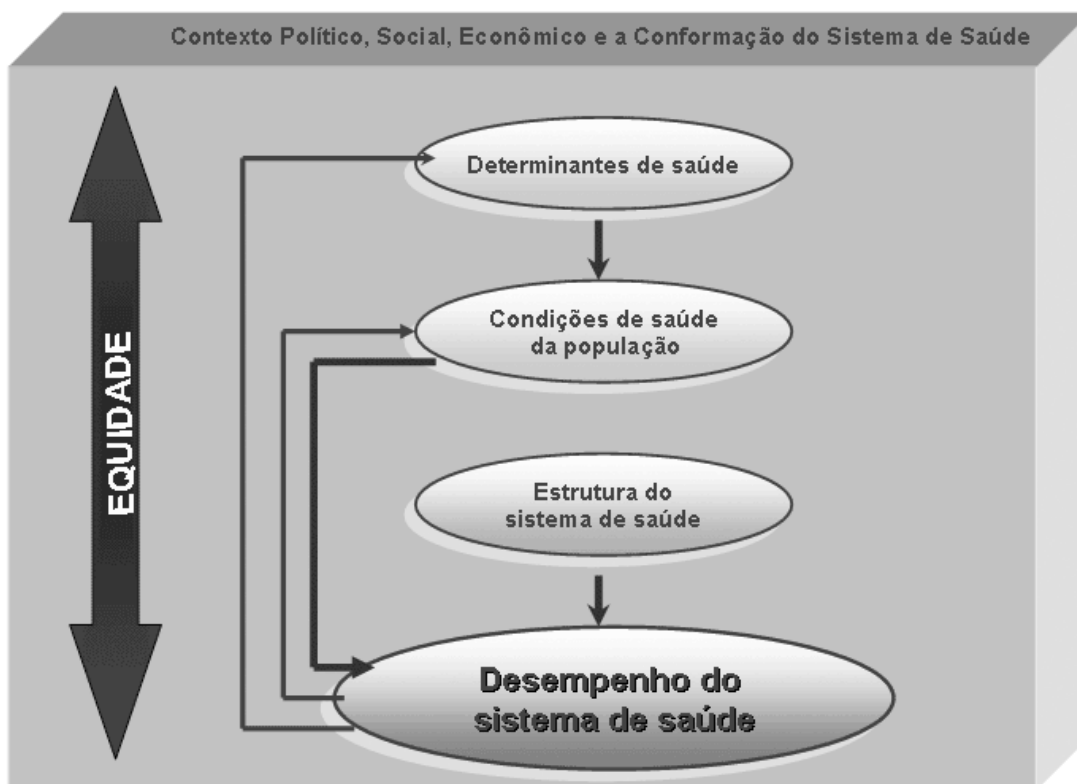 Contexto Político, Social, Econômico e a Conformação do Sistema de Saúde
Determinantes de saúde
Condições de saúde
da população
EQUIDADE
Estrutura do
sistema de saúde
Desempenho do
sistema de saúde